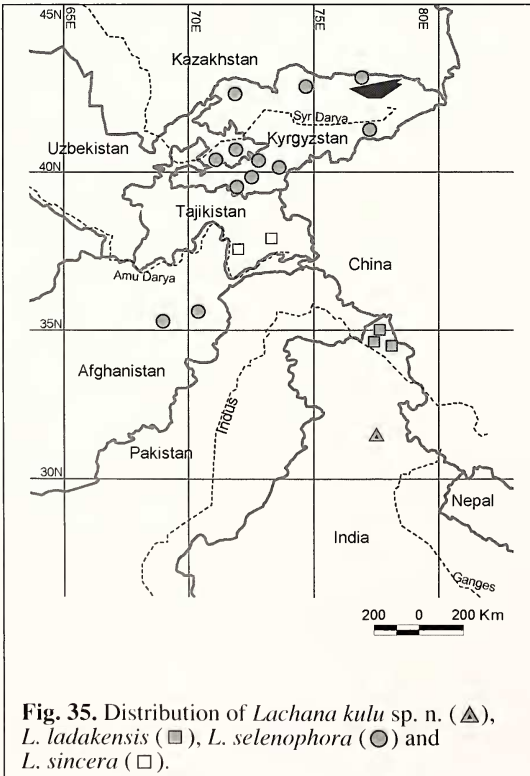 45N
70E
75E
80E
Kazakhstan
Syr Darya
Kyrgyzstan
Uzbekistan
40N
Tajikistan
China
Amu Darya
35N
Afghanistan
Indus
Pakistan
30N
Nepal
India
Ganges
65E
200 0 200 Km
Fig. 35. Distribution of Lachana kulu sp. n. (▲),
L. ladakensis (■), L. selenophora (●) and
L. sincera (□).